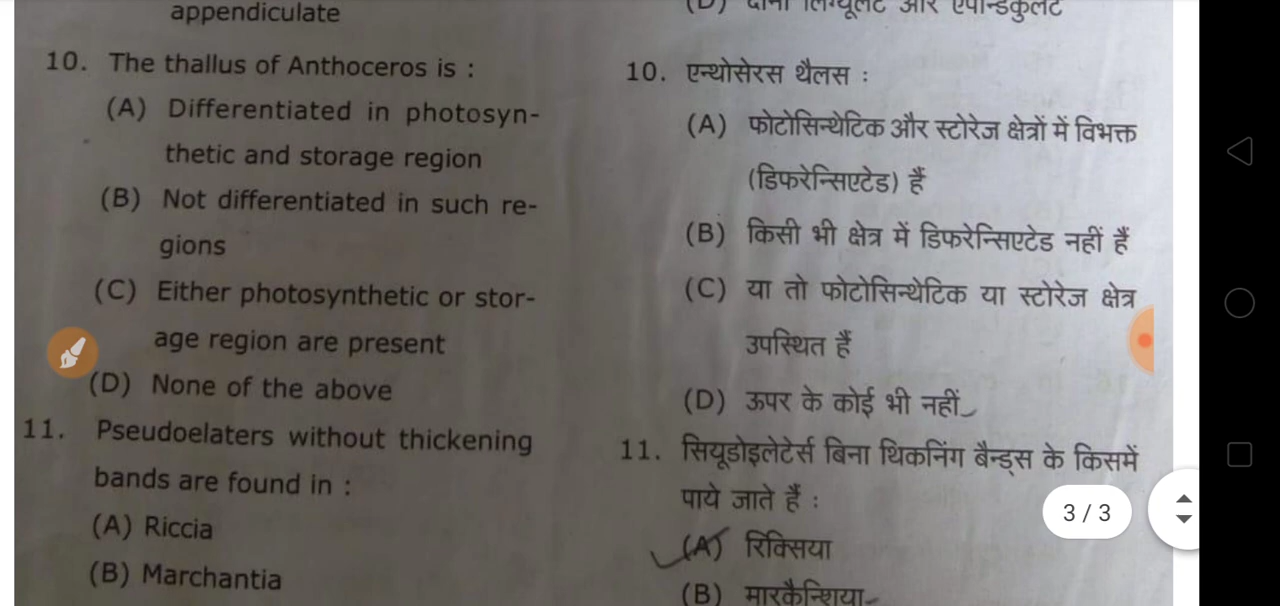 appendiculate
10. The thallus of Anthoceros is :
(A) Differentiated in photosyn-
thetic and storage region
(B) Not differentiated in such re-
gions
(C) Either photosynthetic or stor-
age region are present
(D) None of the above
11. Pseudoelaters without thickening
bands are found in :
(A) Riccia
(B) Marchantia
(D) दोनों लिग्यूलेट और एपेन्डिकुलेट
10. एन्थोसेरस थैलस :
(A) फोटोसिन्थेटिक और स्टोरेज क्षेत्रों में विभक्त
(डिफरेन्सिएटेड) हैं
(B) किसी भी क्षेत्र में डिफरेन्सिएटेड नहीं हैं
(C) या तो फोटोसिन्थेटिक या स्टोरेज क्षेत्र
उपस्थित हैं
(D) ऊपर के कोई भी नहीं
11. सियूडोइलेटेर्स बिना थिकनिंग बैन्ड्स के किसमें
पाये जाते हैं :
(A) रिक्सिया
(B) मारकैन्शिया
3 / 3